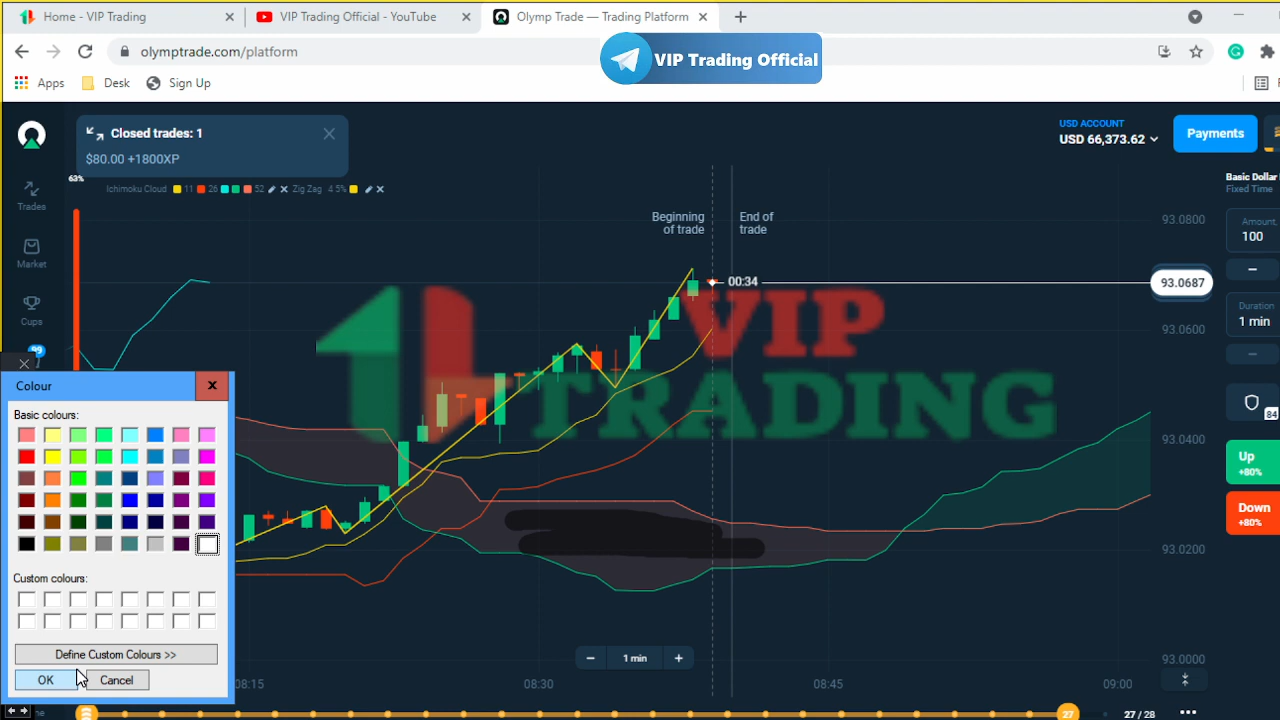 Home - VIP Trading
VIP Trading Official - YouTube
Olymp Trade — Trading Platform
olymptrade.com/platform
VIP Trading Official
Apps
Desk
Sign Up
Closed trades: 1
$80.00 +1800XP
USD ACCOUNT
USD 66,373.62
Payments
63%
Ichimoku Cloud 11 26 52 Zig Zag 4 5%
Trades
Market
Cups
99
Beginning
of trade
End of
trade
00:34
VIP
TRADING
93.0800
93.0687
93.0600
93.0400
93.0200
93.0000
Basic Dollar
Fixed Time
Amount
100
Duration
1 min
84
Up
+80%
Down
+80%
Colour
Basic colours:
Custom colours:
Define Custom Colours >>
OK
Cancel
1 min
08:15
08:30
08:45
09:00
27
27 / 28